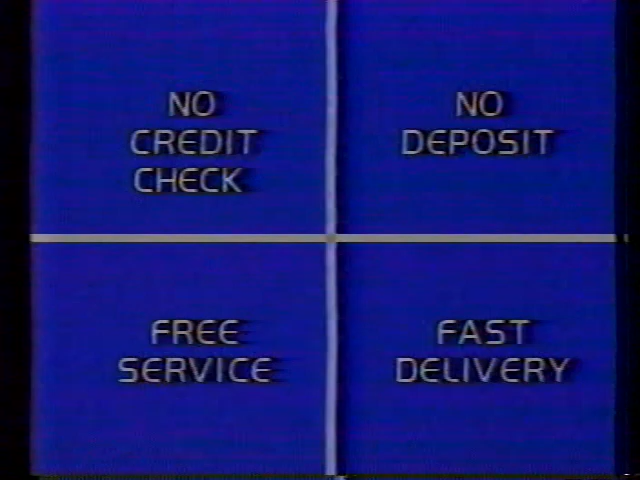 NO
CREDIT
CHECK
NO
DEPOSIT
FREE
SERVICE
FAST
DELIVERY